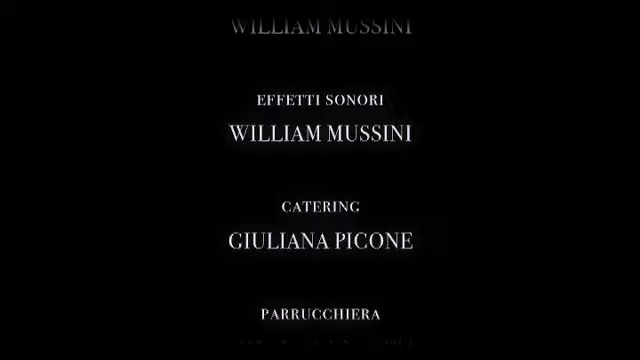 WILLIAM MUSSINI
EFFETTI SONORI
WILLIAM MUSSINI
CATERING
GIULIANA PICONE
PARRUCCHIERA